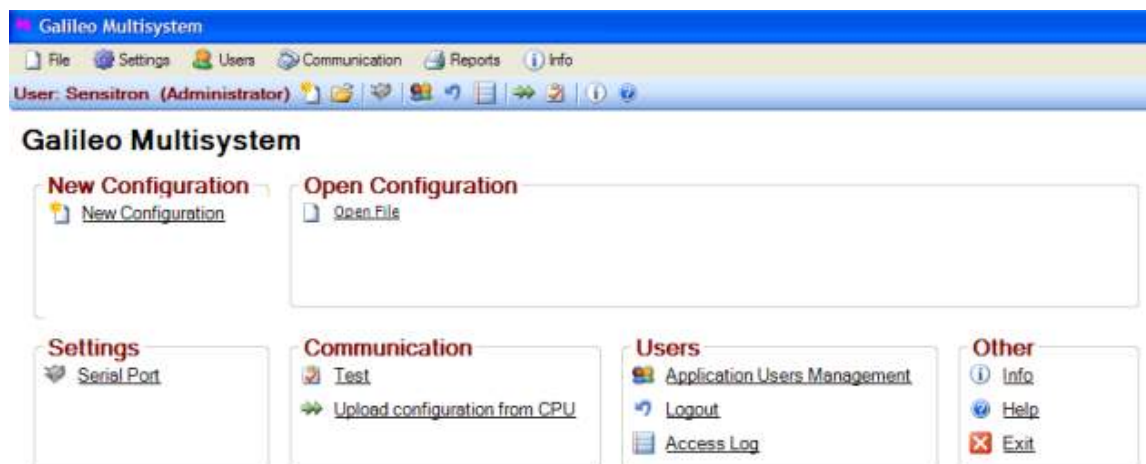 Galileo Multisystem
File Settings Users Communication Reports Info
User: Sensitron (Administrator)
Galileo Multisystem
New Configuration
New Configuration
Open Configuration
Open File
Settings
Serial Port
Communication
Test
Upload configuration from CPU
Users
Application Users Management
Logout
Access Log
Other
Info
Help
Exit